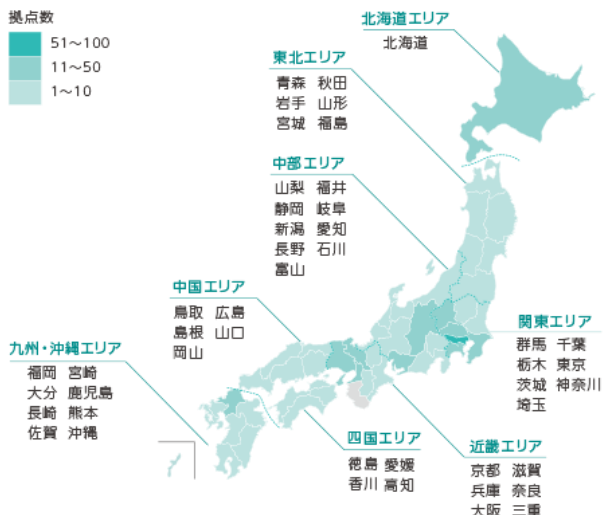 拠点数
51～100
11～50
1～10
北海道エリア
北海道
東北エリア
青森 秋田
岩手 山形
宮城 福島
中部エリア
山梨 福井
静岡 岐阜
新潟 愛知
長野 石川
富山
中国エリア
鳥取 広島
島根 山口
岡山
関東エリア
群馬 千葉
栃木 東京
茨城 神奈川
埼玉
九州・沖縄エリア
福岡 宮崎
大分 鹿児島
長崎 熊本
佐賀 沖縄
四国エリア
徳島 愛媛
香川 高知
近畿エリア
京都 滋賀
兵庫 奈良
大阪 三重